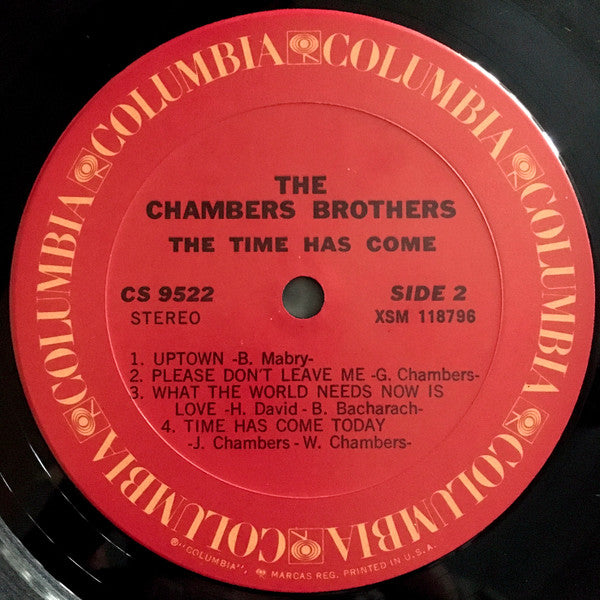 COLUMBIA COLUMBIA COLUMBIA COLUMBIA COLUMBIA COLUMBIA
THE
CHAMBERS BROTHERS
THE TIME HAS COME
CS 9522 SIDE 2
STEREO XSM 118796
1. UPTOWN -B. Mabry-
2. PLEASE DON'T LEAVE ME -G. Chambers-
3. WHAT THE WORLD NEEDS NOW IS
LOVE -H. David - B. Bacharach-
4. TIME HAS COME TODAY
-J. Chambers - W. Chambers-
®"COLUMBIA", MARCAS REG. PRINTED IN U.S.A.